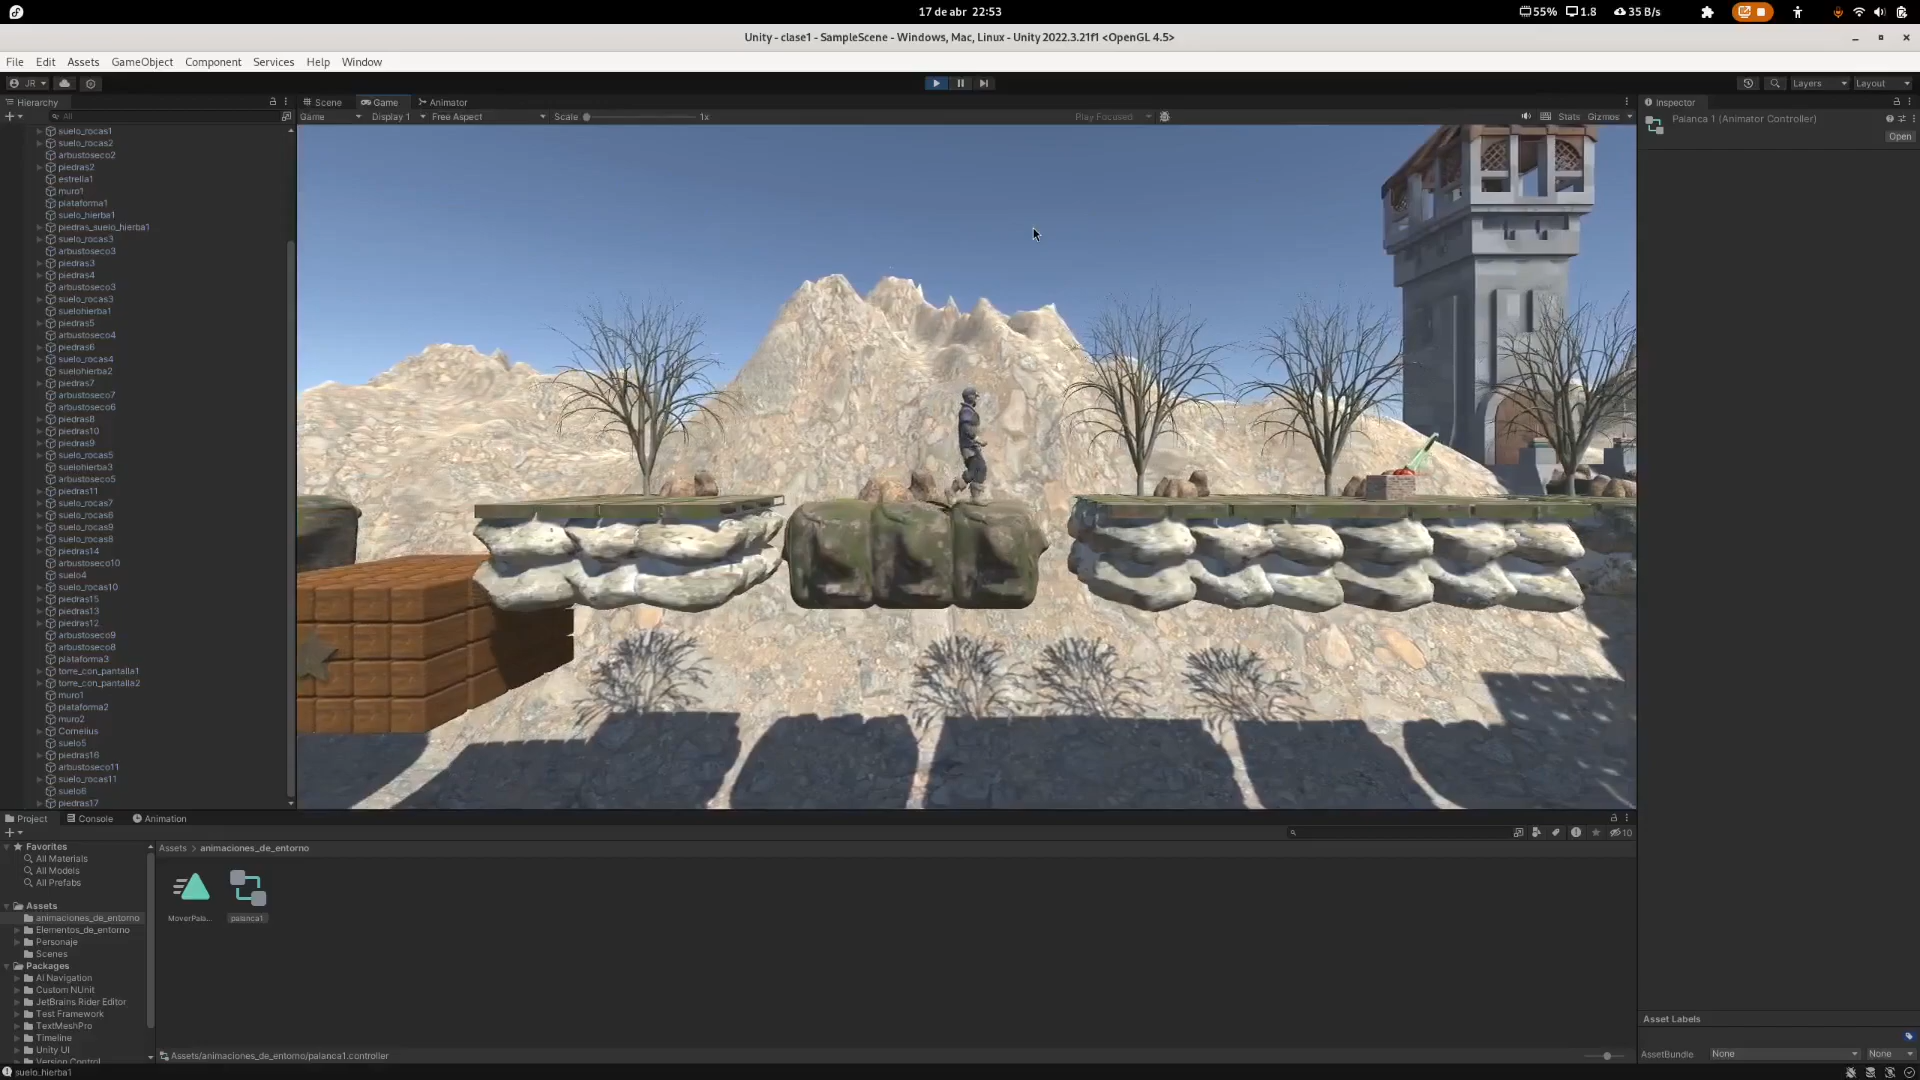 17 de abr 22:53
55% 1.8 35 B/s
Unity - clase1 - SampleScene - Windows, Mac, Linux - Unity 2022.3.21f1 <OpenGL 4.5>
File Edit Assets GameObject Component Services Help Window
JR Layers Layout
Hierarchy Scene Game Animator Inspector
All Game Display 1 Free Aspect Scale 1x Play Focused Stats Gizmos Palanca 1 (Animator Controller)
Open
suelo_rocas1
suelo_rocas2
arbustoseco2
piedras2
estrella1
muro1
plataforma1
suelo_hierba1
piedras_suelo_hierba1
suelo_rocas3
arbustoseco3
piedras3
piedras4
arbustoseco3
suelo_rocas3
suelohierba1
piedras5
arbustoseco4
piedras6
suelo_rocas4
suelohierba2
piedras7
arbustoseco7
arbustoseco6
piedras8
piedras10
piedras9
suelo_rocas5
suelohierba3
arbustoseco5
piedras11
suelo_rocas7
suelo_rocas6
suelo_rocas9
suelo_rocas8
piedras14
arbustoseco10
suelo4
suelo_rocas10
piedras15
piedras13
piedras12
arbustoseco9
arbustoseco8
plataforma3
torre_con_pantalla1
torre_con_pantalla2
muro1
plataforma2
muro2
Cornelius
suelo5
piedras16
arbustoseco11
suelo_rocas11
suelo6
piedras17
Project Console Animation
10
Favorites
All Materials
All Models
All Prefabs
Assets
animaciones_de_entorno
Elementos_de_entorno
Personaje
Scenes
Packages
AI Navigation
Custom NUnit
JetBrains Rider Editor
Test Framework
TextMeshPro
Timeline
Unity UI
Version Control
Assets > animaciones_de_entorno
MoverPala... palanca1
Assets/animaciones_de_entorno/palanca1.controller
Asset Labels
AssetBundle None None
suelo_hierba1